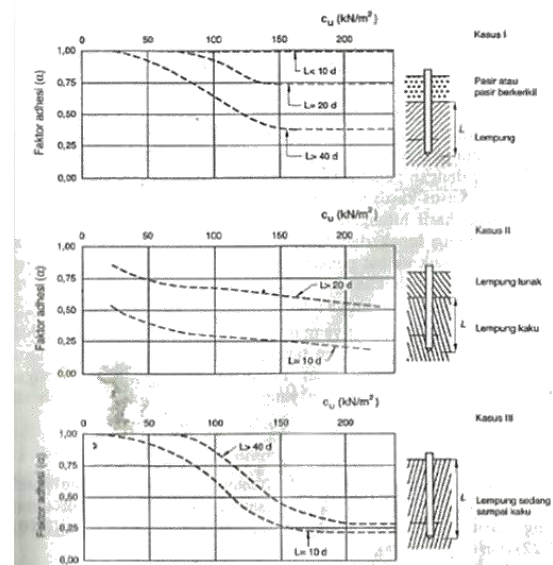 c_u (kN/m²)
Kasus I
0 50 100 150 200
1,00
0,75
0,50
0,25
0,00
Faktor adhesi (α)
L< 10 d
L= 20 d
L> 40 d
Pasir atau
pasir berkerikil
L
Lempung
c_u (kN/m²)
Kasus II
0 50 100 150 200
1,00
0,75
0,50
0,25
0,00
Faktor adhesi (α)
L> 20 d
L= 10 d
Lempung lunak
L
Lempung kaku
c_u (kN/m²)
Kasus III
0 50 100 150 200
1,00
0,75
0,50
0,25
0,00
Faktor adhesi (α)
L> 40 d
L= 10 d
L
Lempung sedang
sampai kaku